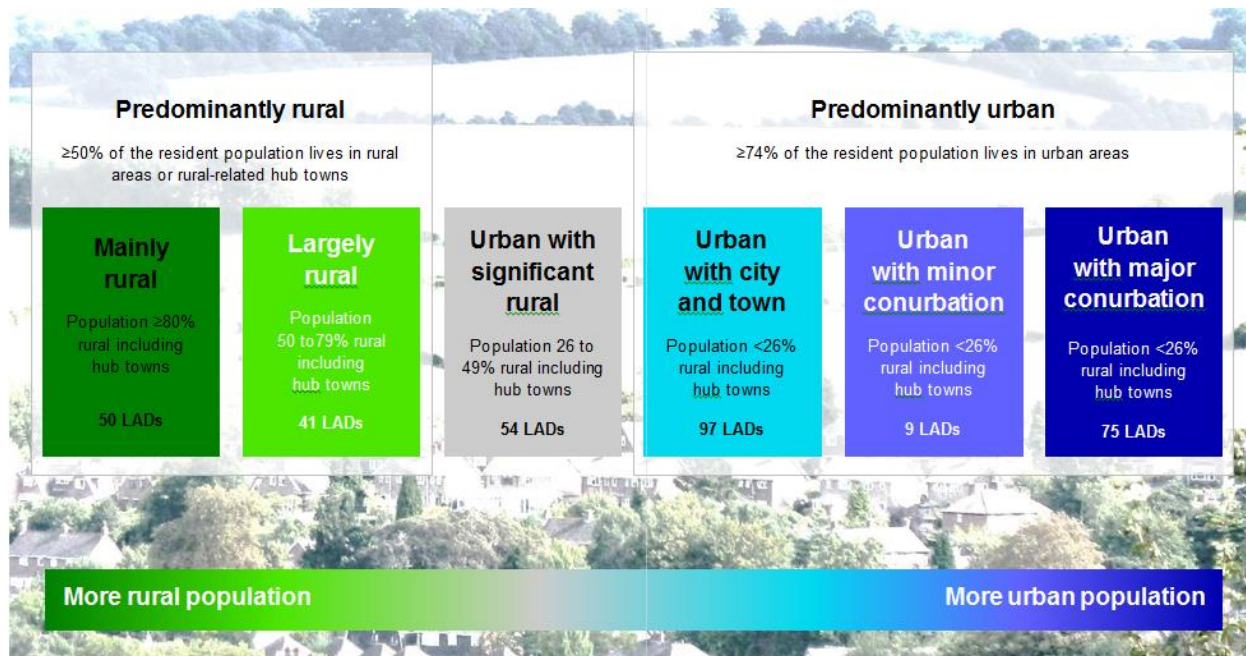 Predominantly rural
≥50% of the resident population lives in rural
areas or rural-related hub towns
Predominantly urban
≥74% of the resident population lives in urban areas
Mainly
rural
Population ≥80%
rural including
hub towns
50 LADs
Largely
rural
Population
50 to79% rural
including
hub towns
41 LADs
Urban with
significant
rural
Population 26 to
49% rural including
hub towns
54 LADs
Urban
with city
and town
Population <26%
rural including
hub towns
97 LADs
Urban
with minor
conurbation
Population <26%
rural including
hub towns
9 LADs
Urban
with major
conurbation
Population <26%
rural including
hub towns
75 LADs
More rural population
More urban population